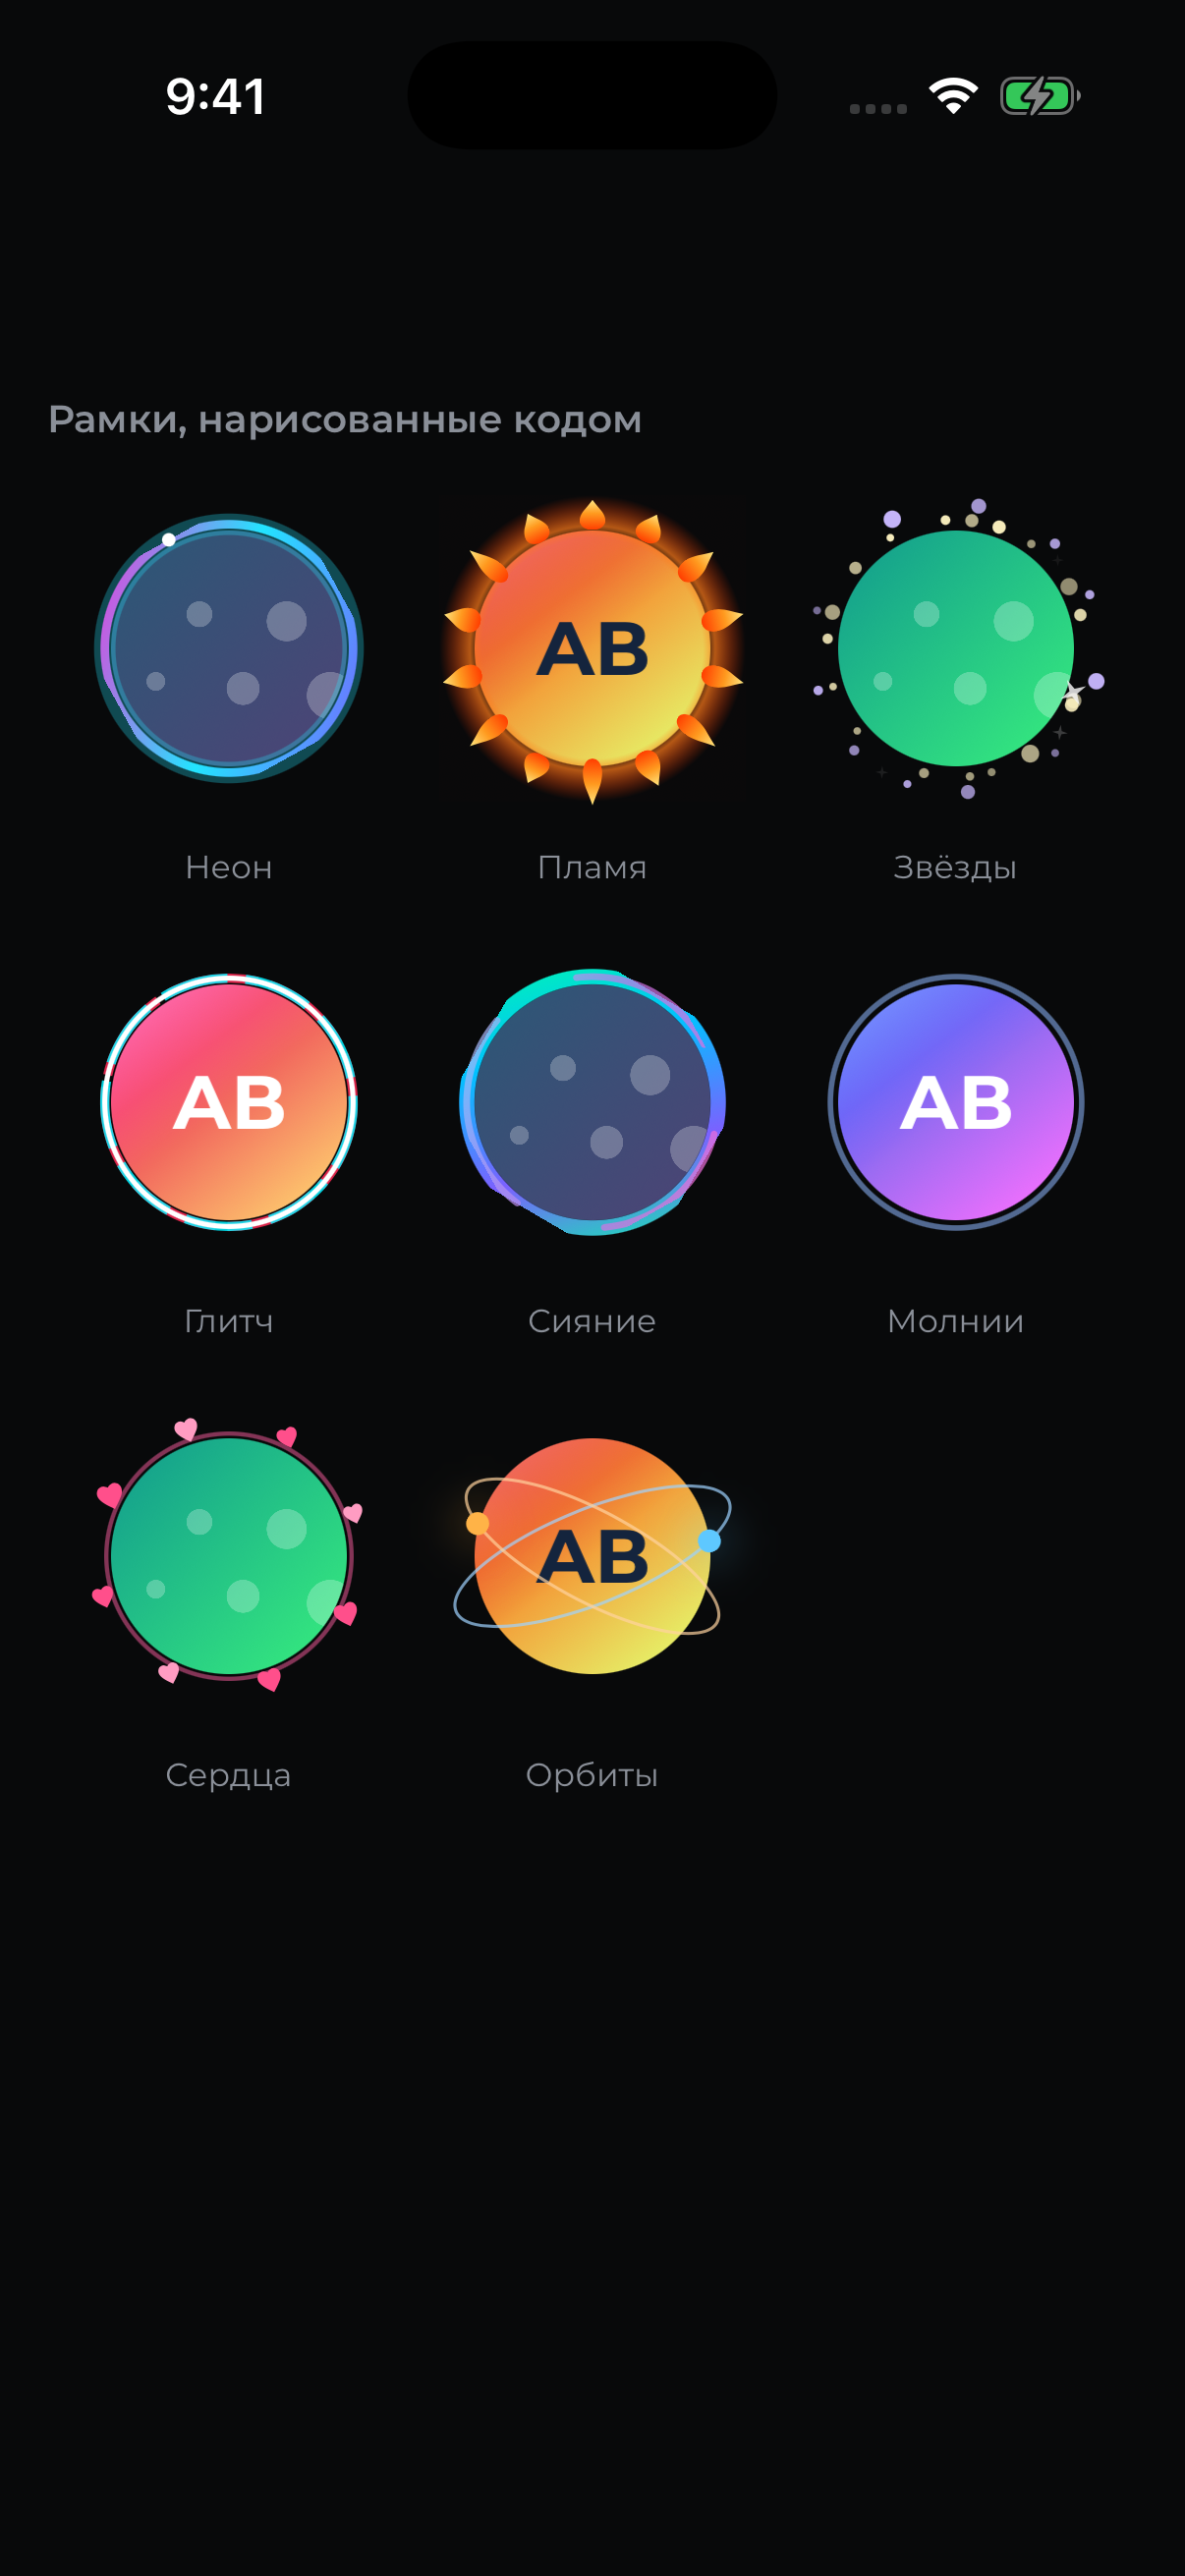 9:41
Рамки, нарисованные кодом
AB
Неон
Пламя
Звёзды
AB
AB
Глитч
Сияние
Молнии
AB
Сердца
Орбиты